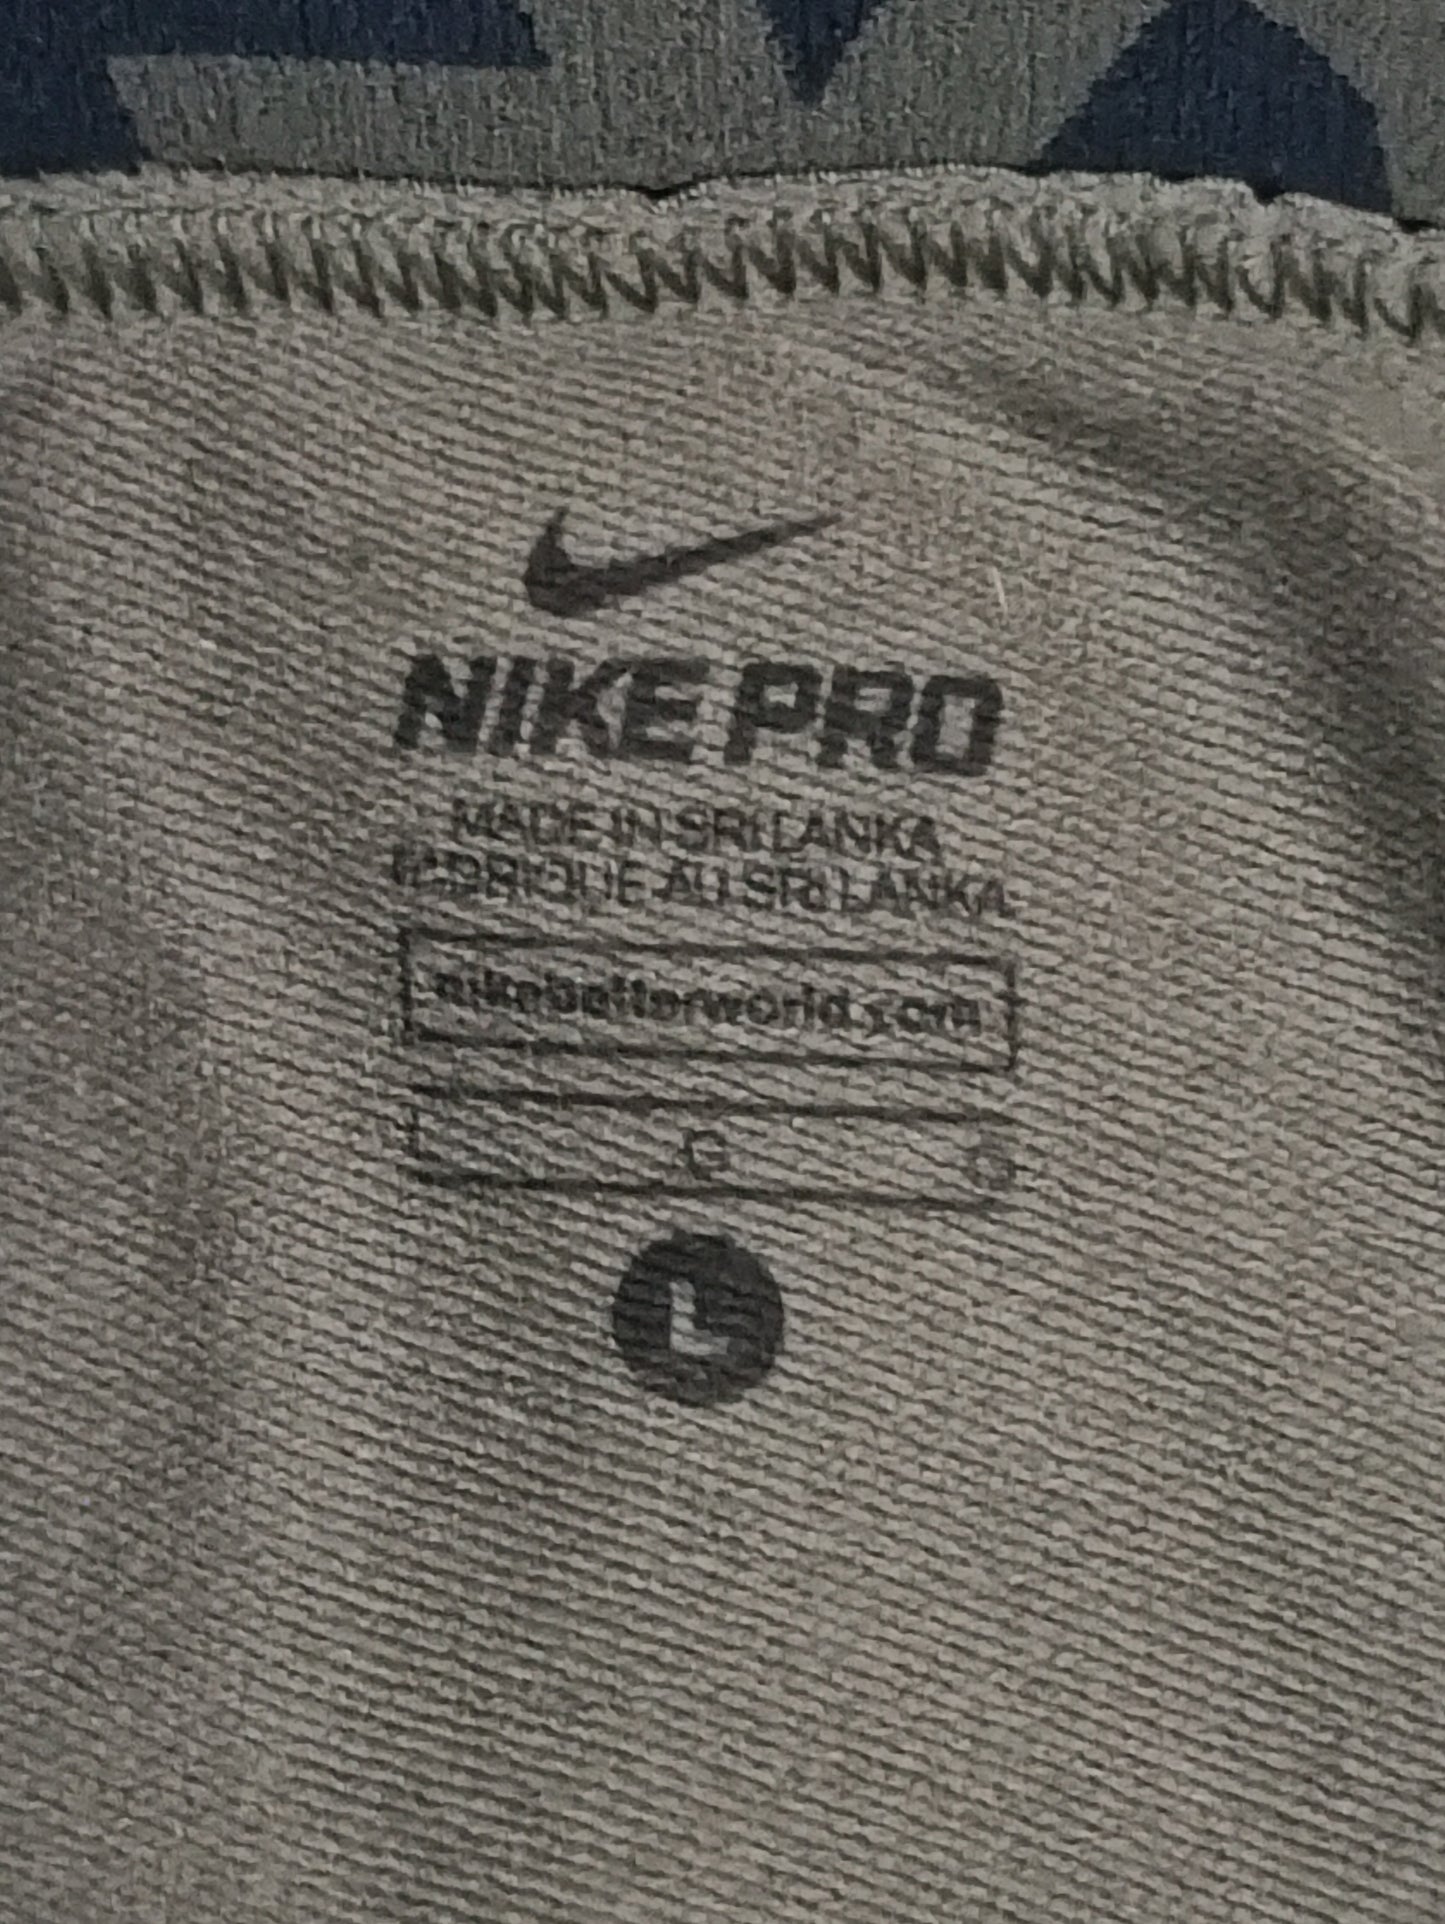 NIKE PRO
MADE IN SRI LANKA
FABRIQUE AU SRI LANKA
nikebetterworld.com
L G G
L